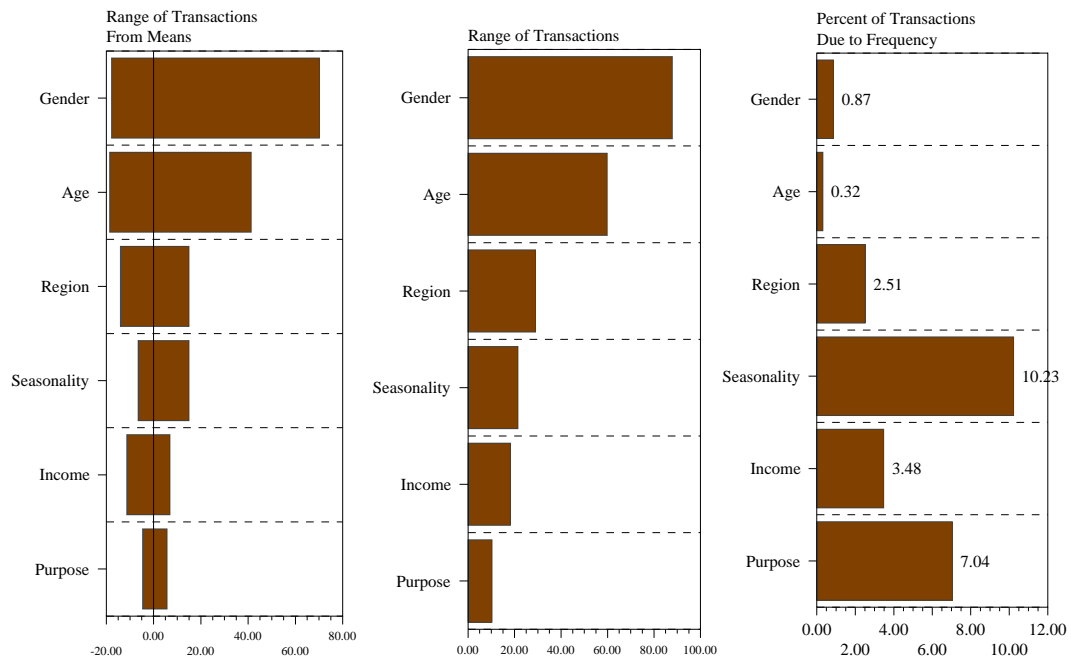 Range of Transactions
From Means
Gender
Age
Region
Seasonality
Income
Purpose
0.00 40.00 80.00
-20.00 20.00 60.00
Range of Transactions
Gender
Age
Region
Seasonality
Income
Purpose
0.00 20.00 40.00 60.00 80.00 100.00
Percent of Transactions
Due to Frequency
Gender 0.87
Age 0.32
Region 2.51
Seasonality 10.23
Income 3.48
Purpose 7.04
0.00 4.00 8.00 12.00
2.00 6.00 10.00